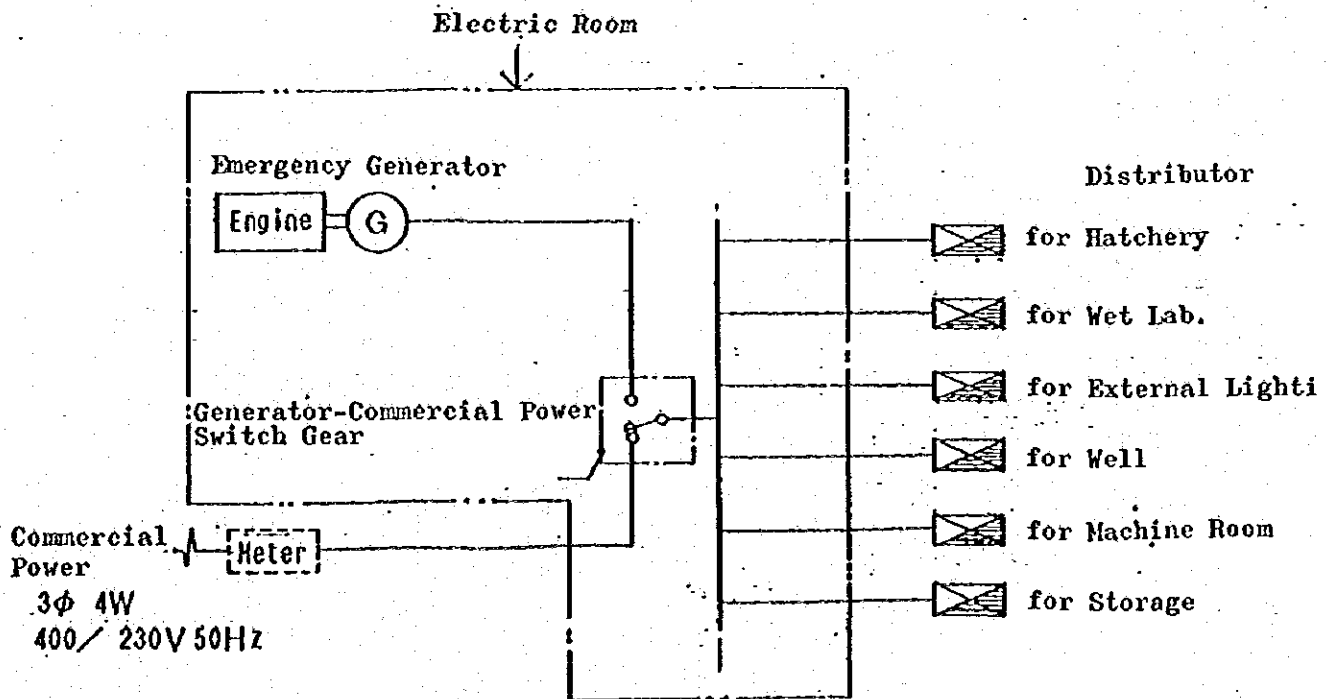 Electric Room
Emergency Generator
Engine
G
Distributor
for Hatchery
for Wet Lab.
for External Lighti
Generator-Commercial Power
Switch Gear
for Well
Commercial
Power
Meter
for Machine Room
3φ 4W
400/ 230V 50Hz
for Storage